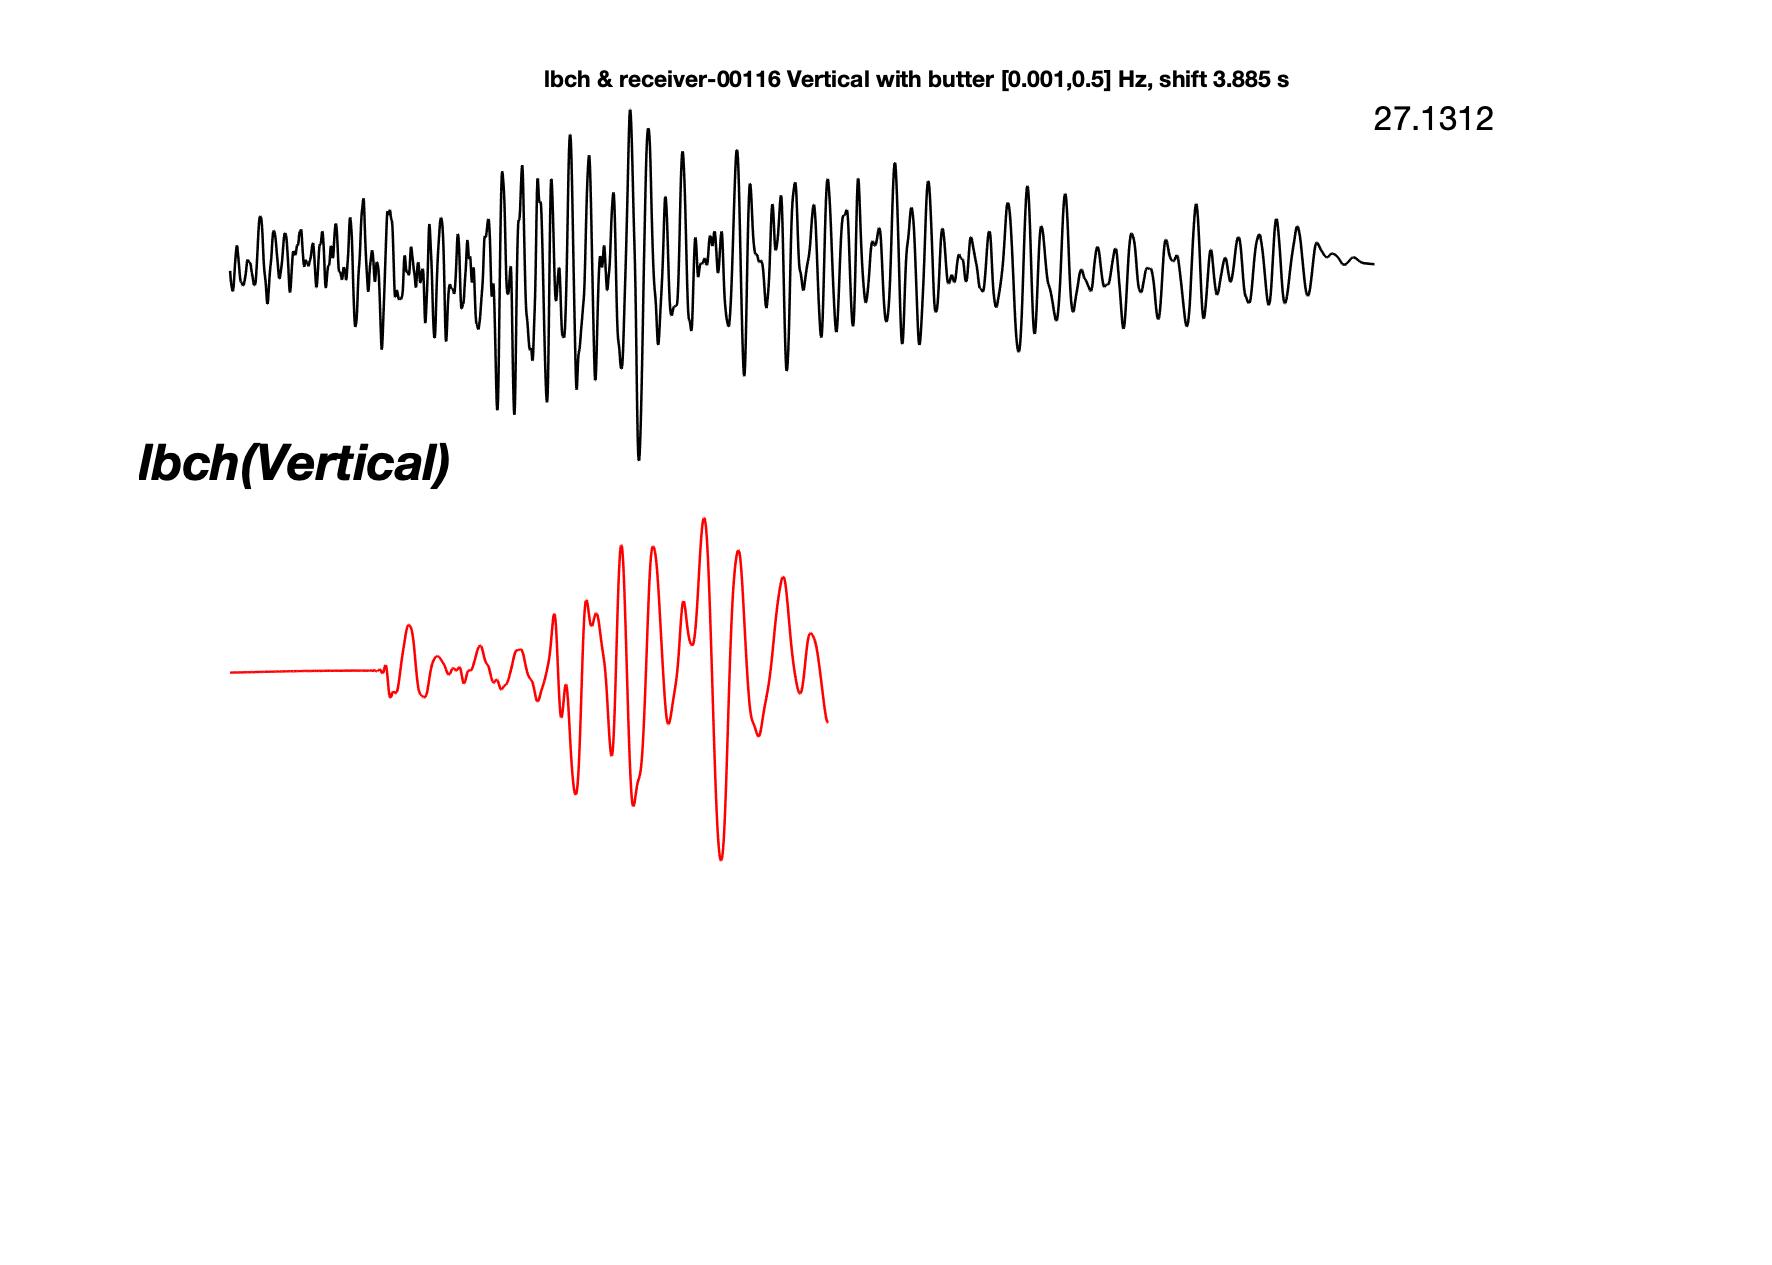 lbch & receiver-00116 Vertical with butter [0.001,0.5] Hz, shift 3.885 s
27.1312
lbch(Vertical)